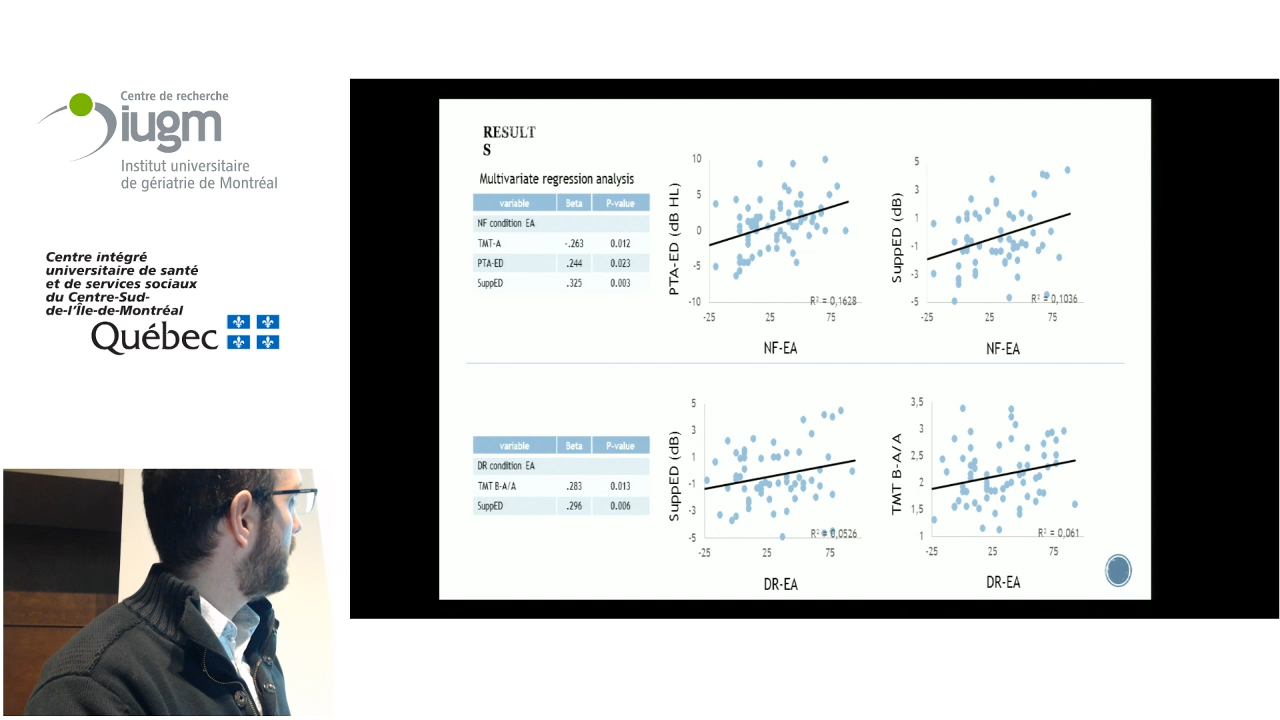 Centre de recherche
iugm
Institut universitaire
de gériatrie de Montréal
Centre intégré
universitaire de santé
et de services sociaux
du Centre-Sud-
de-l'Île-de-Montréal
Québec
RESULT
S
Multivariate regression analysis
variable Beta P-value
NF condition EA
TMT-A -.263 0.012
PTA-ED .244 0.023
SuppED .325 0.003
PTA-ED (dB HL)
10
5
0
-5
-10
R² = 0,1628
-25 25 75
NF-EA
SuppED (dB)
5
3
1
-1
-3
-5
R² = 0,1036
-25 25 75
NF-EA
variable Beta P-value
DR condition EA
TMT B-A/A .283 0.013
SuppED .296 0.006
SuppED (dB)
5
3
1
-1
-3
-5
R² = 0,0526
-25 25 75
DR-EA
TMT B-A/A
3,5
3
2,5
2
1,5
1
R² = 0,061
-25 25 75
DR-EA